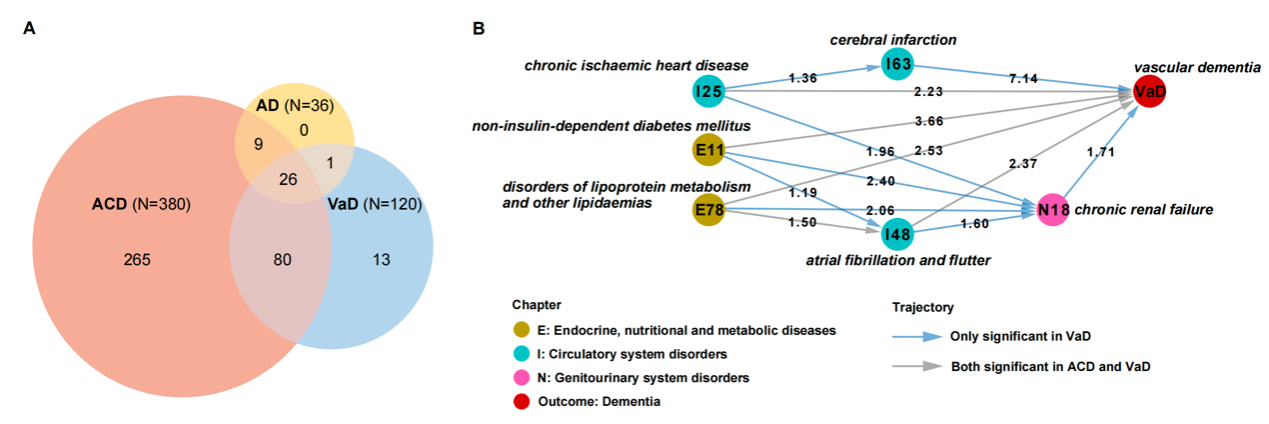 A
AD (N=36)
0
9
1
26
ACD (N=380)
VaD (N=120)
265
80
13
B
cerebral infarction
chronic ischaemic heart disease
vascular dementia
I63
1.36
7.14
I25
2.23
VaD
3.66
non-insulin-dependent diabetes mellitus
E11
1.96
2.53
1.71
2.37
2.40
disorders of lipoprotein metabolism
and other lipidaemias
1.19
E78
2.06
N18
chronic renal failure
1.50
1.60
I48
atrial fibrillation and flutter
Chapter
E: Endocrine, nutritional and metabolic diseases
I: Circulatory system disorders
N: Genitourinary system disorders
Outcome: Dementia
Trajectory
Only significant in VaD
Both significant in ACD and VaD